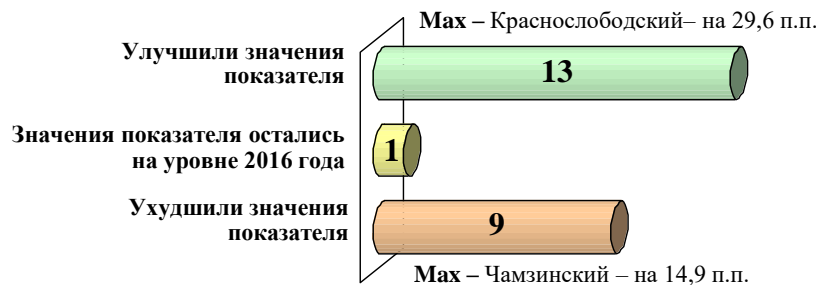 Max – Краснослободский– на 29,6 п.п.
Улучшили значения
показателя
13
Значения показателя остались
на уровне 2016 года
1
Ухудшили значения
показателя
9
Max – Чамзинский – на 14,9 п.п.